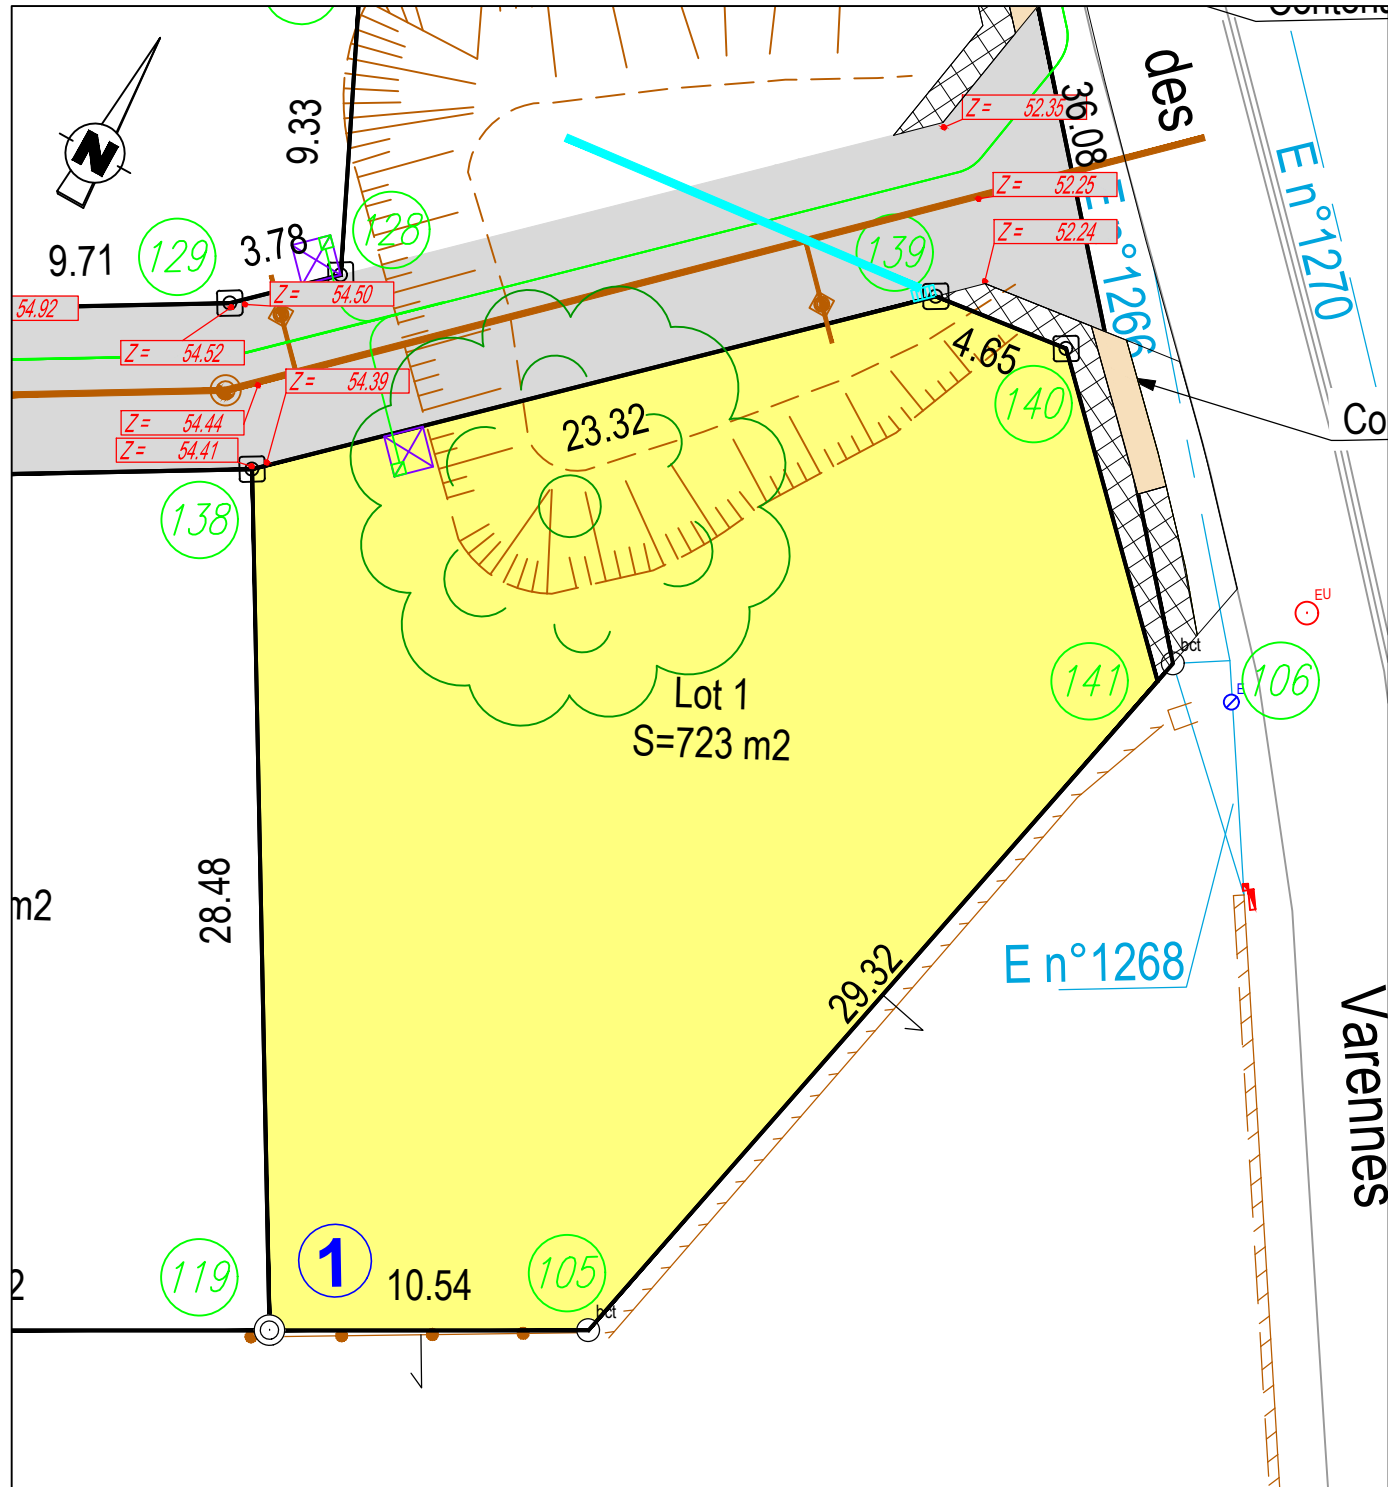 des
36.08
Z= 52.35
9.33
N
E n°1270
Z= 52.25
128
3.78
129
9.71
139
Z= 52.24
E n°1266
54.92
Z= 54.50
Z= 54.52
4.65
Z= 54.39
140
23.32
Z= 54.44
Co
Z= 54.41
138
EU
bct
141
106
E
Lot 1
S=723 m2
28.48
m2
29.32
E n°1268
Varennes
119
1
10.54
105
2
bct